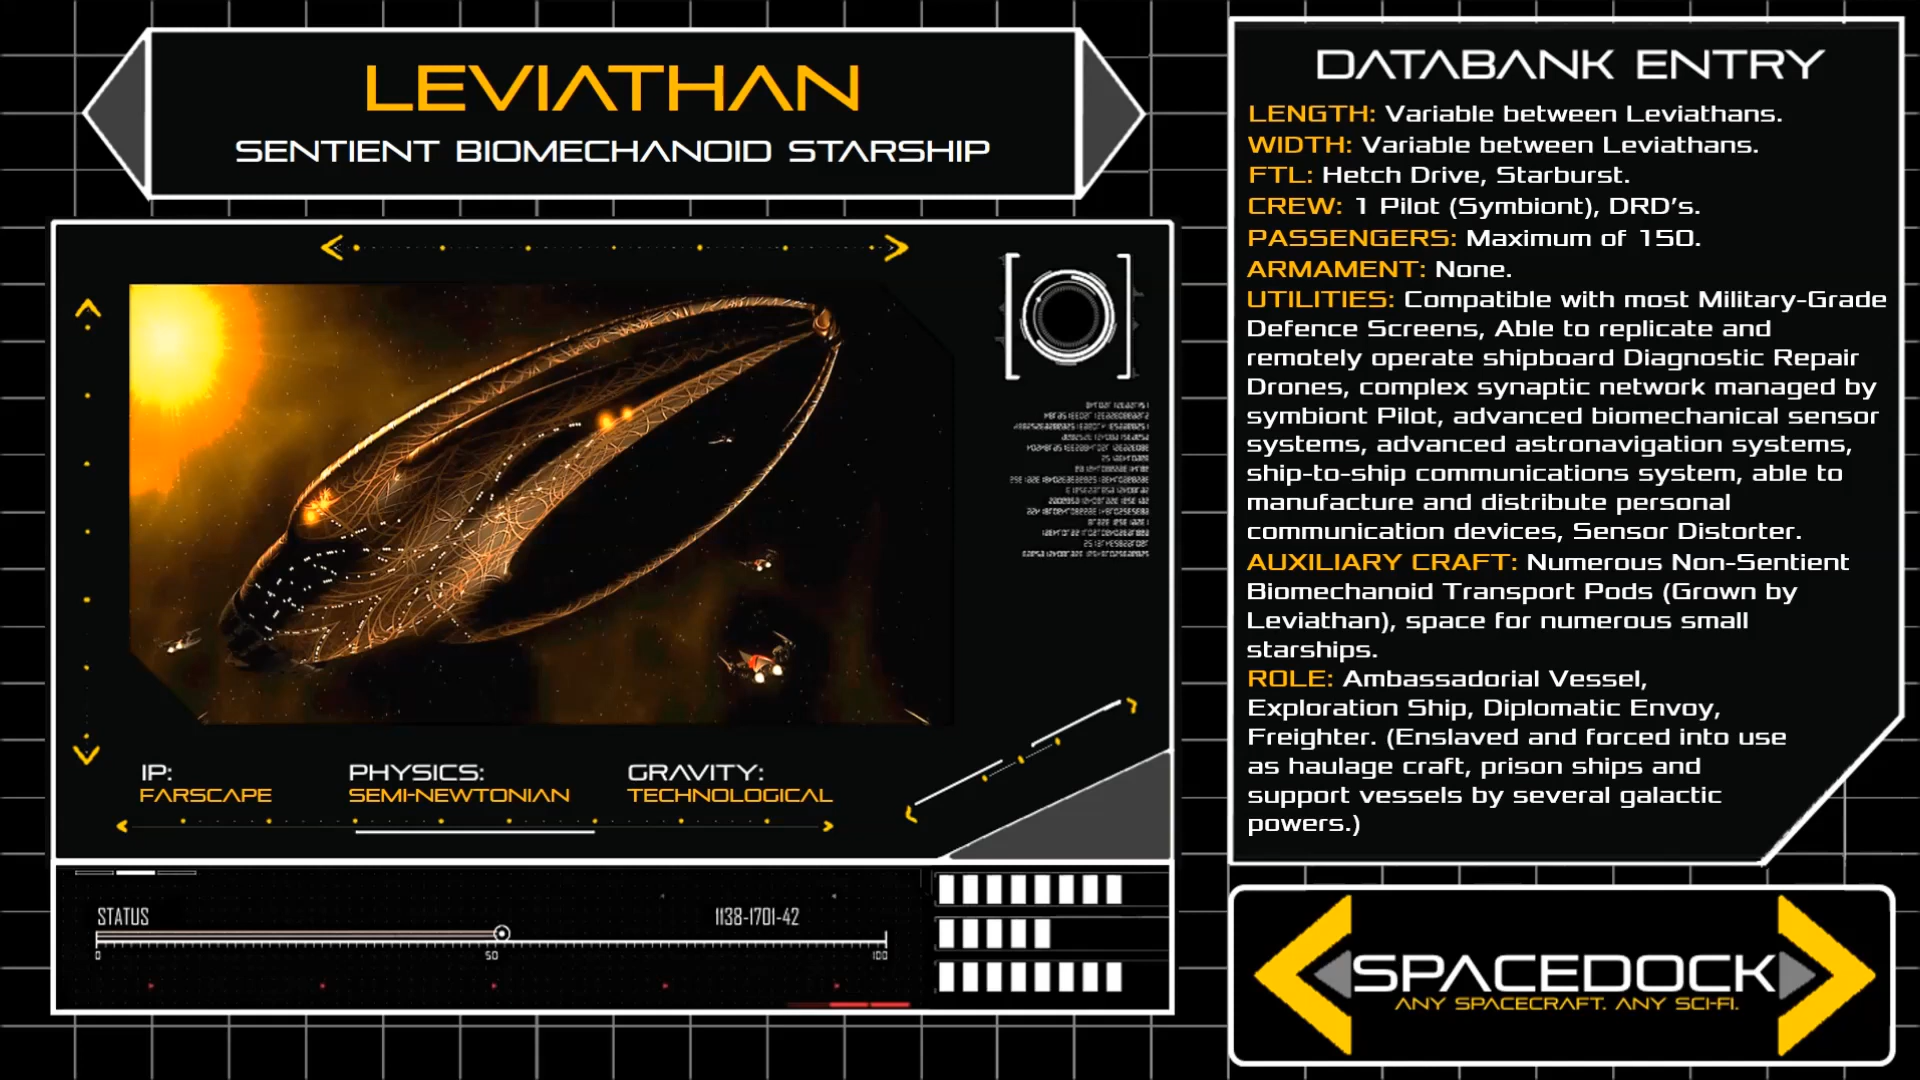 LEVIATHAN
SENTIENT BIOMECHANOID STARSHIP
IP:
FARSCAPE
PHYSICS:
SEMI-NEWTONIAN
GRAVITY:
TECHNOLOGICAL
STATUS
1138-1701-42
0
50
100
DATABANK ENTRY
LENGTH: Variable between Leviathans.
WIDTH: Variable between Leviathans.
FTL: Hetch Drive, Starburst.
CREW: 1 Pilot (Symbiont), DRD's.
PASSENGERS: Maximum of 150.
ARMAMENT: None.
UTILITIES: Compatible with most Military-Grade
Defence Screens, Able to replicate and
remotely operate shipboard Diagnostic Repair
Drones, complex synaptic network managed by
symbiont Pilot, advanced biomechanical sensor
systems, advanced astronavigation systems,
ship-to-ship communications system, able to
manufacture and distribute personal
communication devices, Sensor Distorter.
AUXILIARY CRAFT: Numerous Non-Sentient
Biomechanoid Transport Pods (Grown by
Leviathan), space for numerous small
starships.
ROLE: Ambassadorial Vessel,
Exploration Ship, Diplomatic Envoy,
Freighter. (Enslaved and forced into use
as haulage craft, prison ships and
support vessels by several galactic
powers.)
SPACEDOCK
ANY SPACECRAFT. ANY SCI-FI.